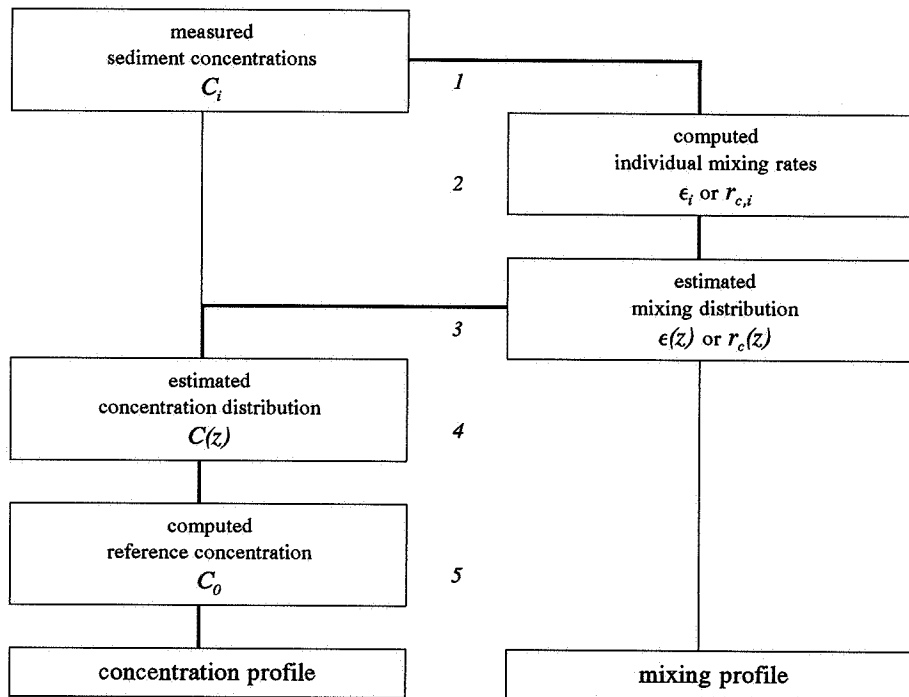 measured
sediment concentrations
C_i
1
computed
individual mixing rates
ϵ_i or r_{c,i}
2
estimated
mixing distribution
ϵ(z) or r_c(z)
3
estimated
concentration distribution
C(z)
4
computed
reference concentration
C_0
5
concentration profile
mixing profile